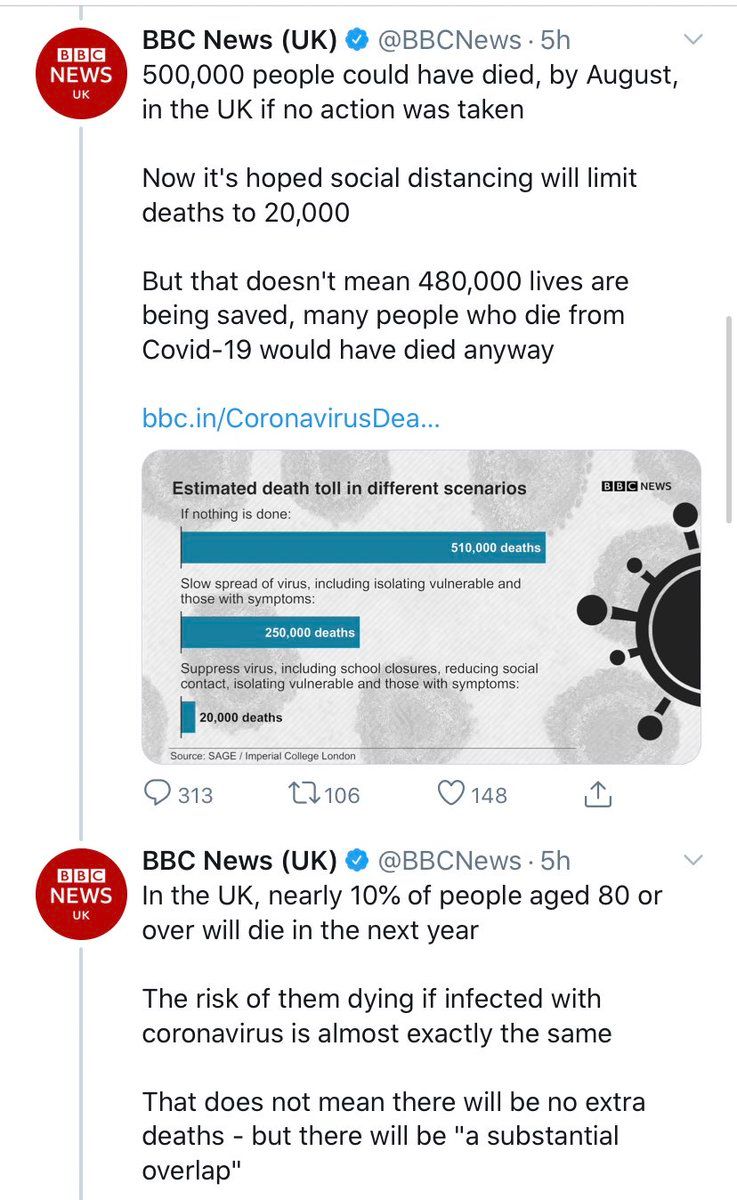 BBC
NEWS
UK
BBC News (UK) @BBCNews · 5h
500,000 people could have died, by August,
in the UK if no action was taken
Now it's hoped social distancing will limit
deaths to 20,000
But that doesn't mean 480,000 lives are
being saved, many people who die from
Covid-19 would have died anyway
bbc.in/CoronavirusDea...
Estimated death toll in different scenarios
BBC NEWS
If nothing is done:
510,000 deaths
Slow spread of virus, including isolating vulnerable and
those with symptoms:
250,000 deaths
Suppress virus, including school closures, reducing social
contact, isolating vulnerable and those with symptoms:
20,000 deaths
Source: SAGE / Imperial College London
313 106 148
BBC
NEWS
UK
BBC News (UK) @BBCNews · 5h
In the UK, nearly 10% of people aged 80 or
over will die in the next year
The risk of them dying if infected with
coronavirus is almost exactly the same
That does not mean there will be no extra
deaths - but there will be "a substantial
overlap"